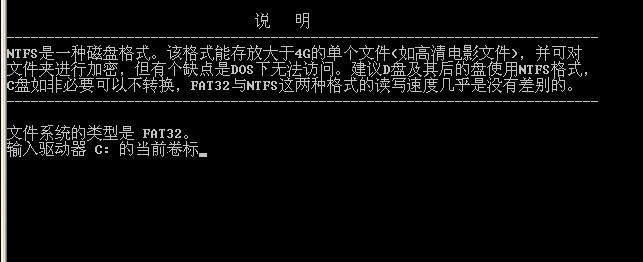 说 明
NTFS是一种磁盘格式。该格式能存放大于4G的单个文件(如高清电影文件)，并可对
文件夹进行加密，但有个缺点是DOS下无法访问。建议D盘及其后的盘使用NTFS格式，
C盘如非必要可以不转换，FAT32与NTFS这两种格式的读写速度几乎是没有差别的。
文件系统的类型是 FAT32。
输入驱动器 C: 的当前卷标